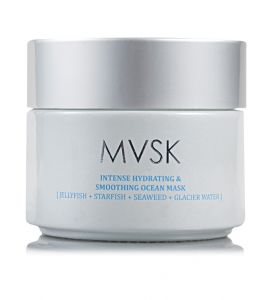 MVSK
INTENSE HYDRATING &
SMOOTHING OCEAN MASK
[ JELLYFISH + STARFISH + SEAWEED + GLACIER WATER ]